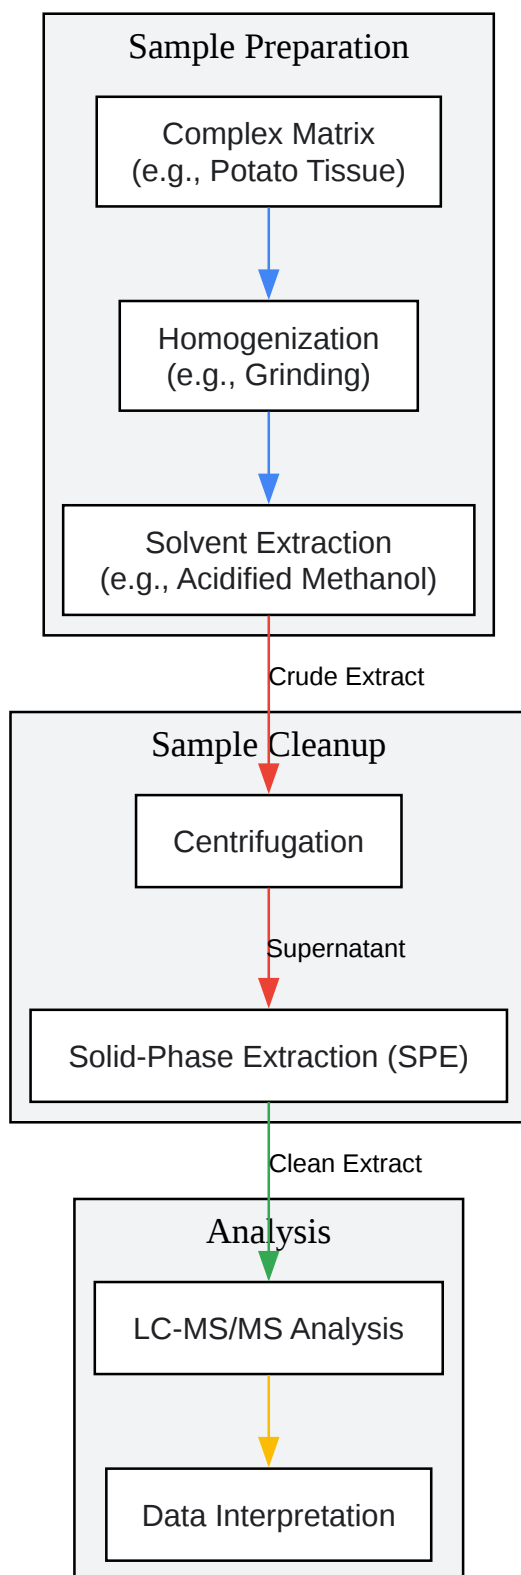 Sample Preparation
Complex Matrix
(e.g., Potato Tissue)
Homogenization
(e.g., Grinding)
Solvent Extraction
(e.g., Acidified Methanol)
Crude Extract
Sample Cleanup
Centrifugation
Supernatant
Solid-Phase Extraction (SPE)
Clean Extract
Analysis
LC-MS/MS Analysis
Data Interpretation